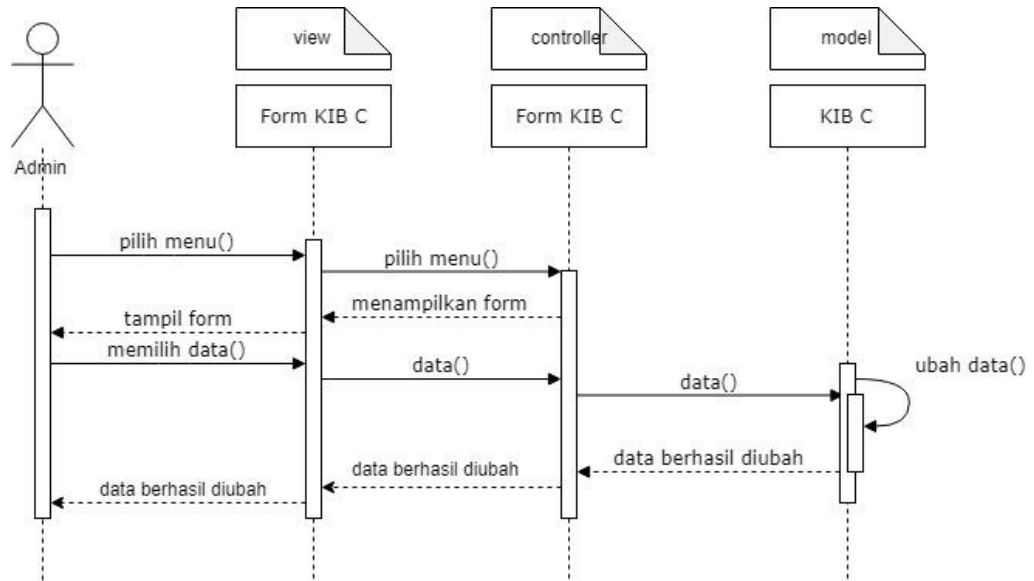 view
controller
model
Form KIB C
Form KIB C
KIB C
Admin
pilih menu()
pilih menu()
menampilkan form
tampil form
memilih data()
data()
data()
ubah data()
data berhasil diubah
data berhasil diubah
data berhasil diubah